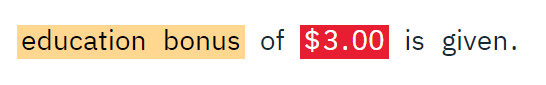 education bonus of $3.00 is given.